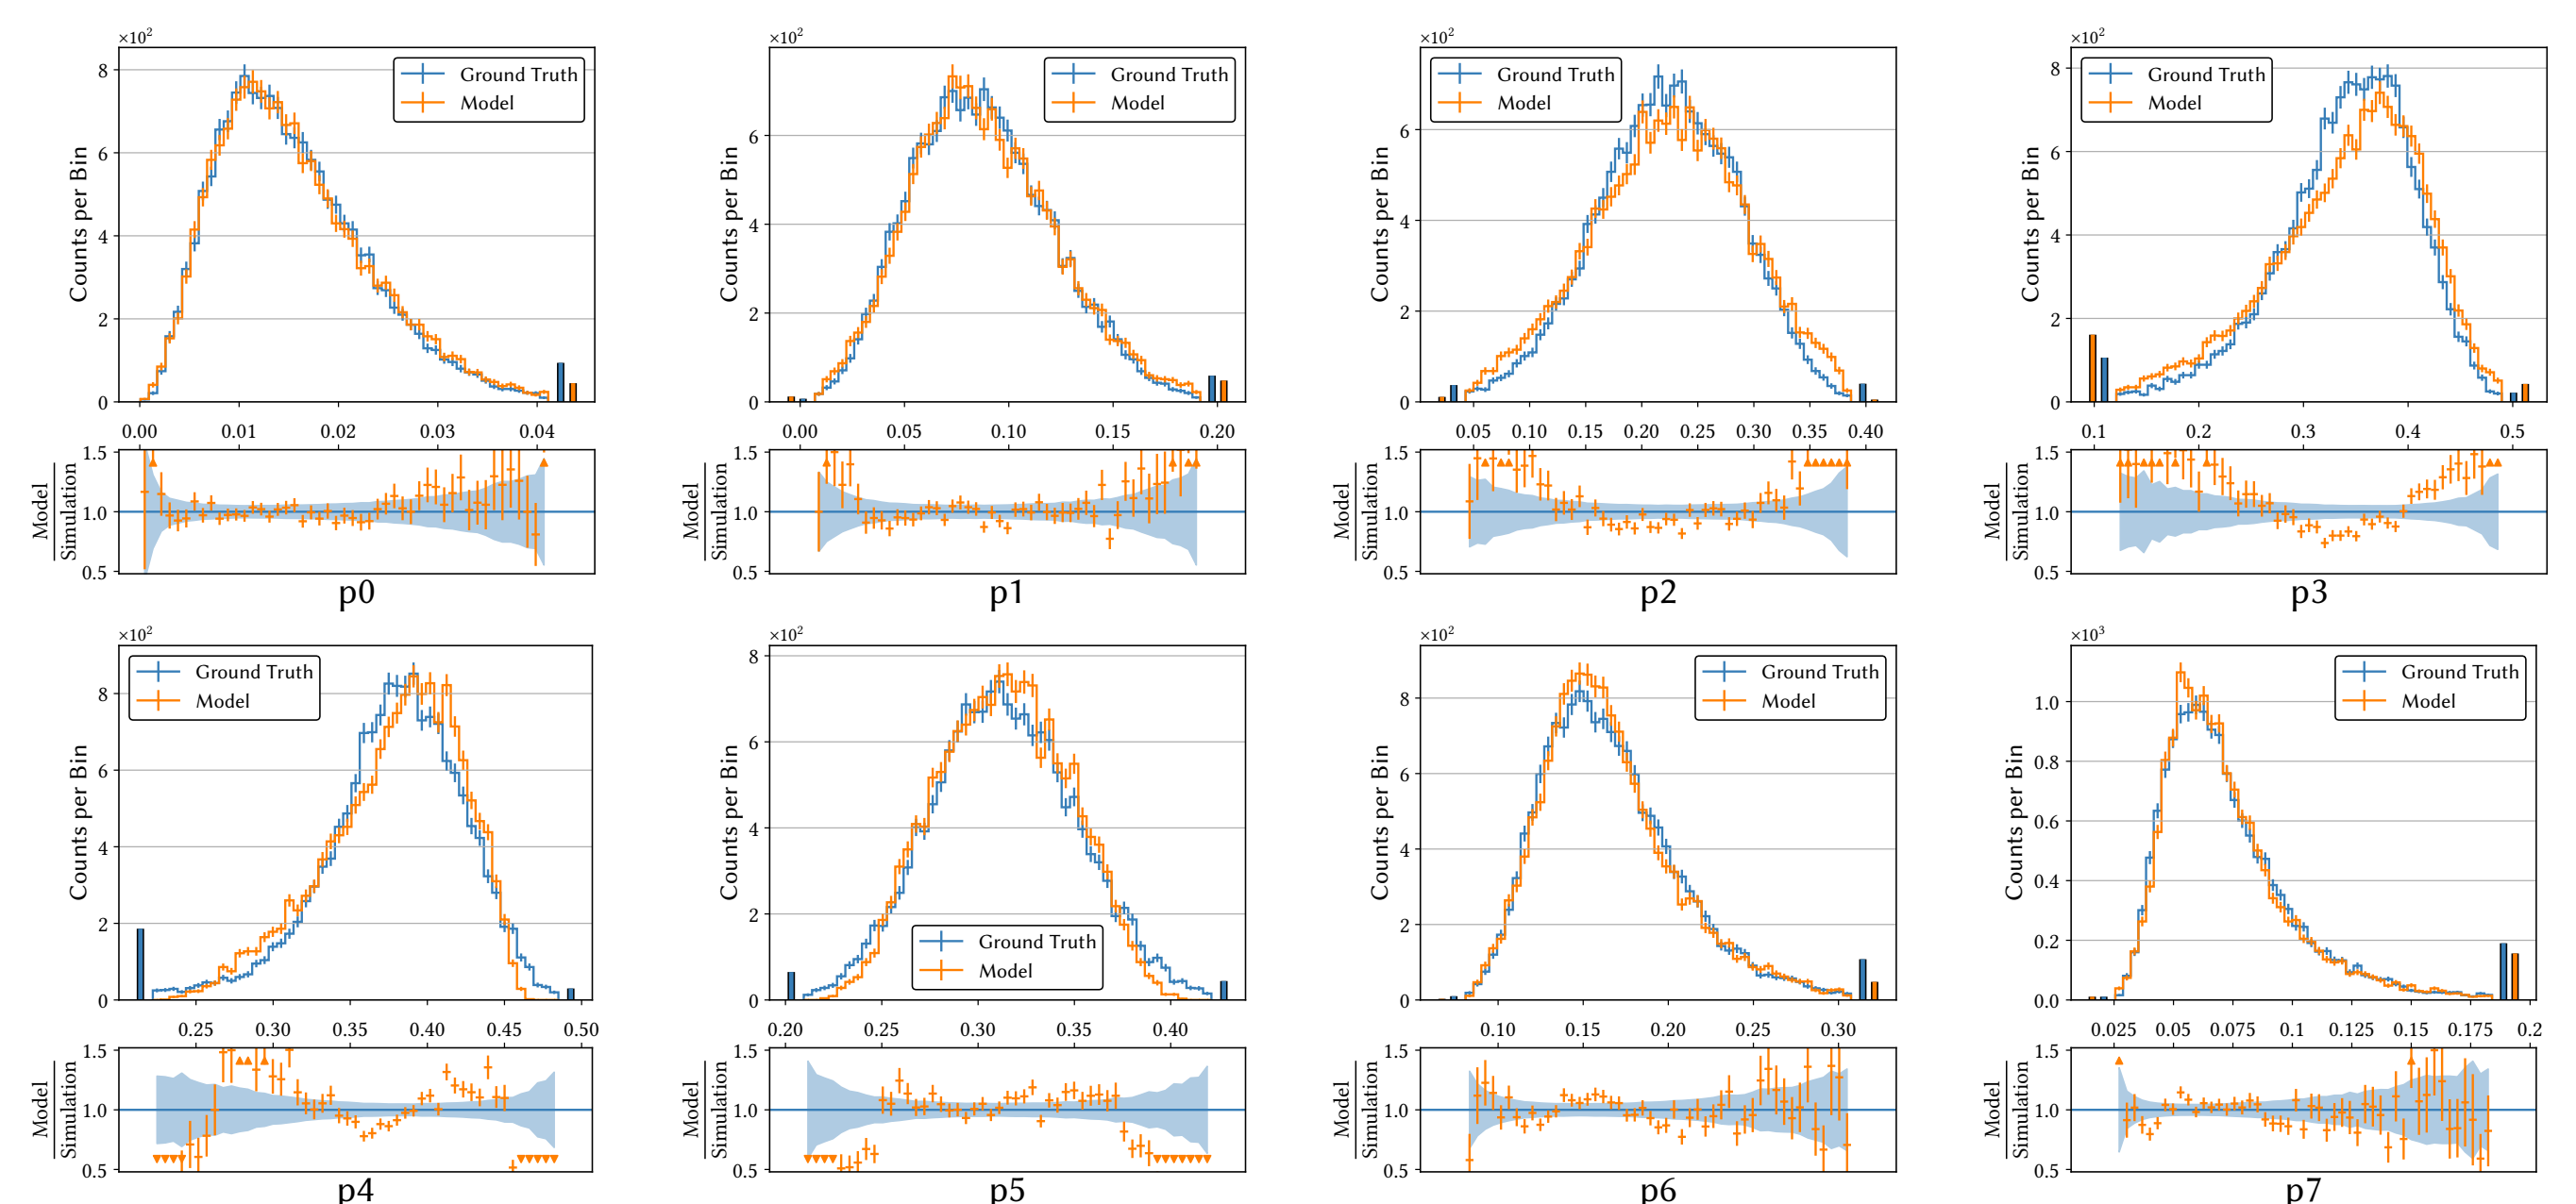 ×10²
8
6
4
2
0
Counts per Bin
Ground Truth
Model
0.00 0.01 0.02 0.03 0.04
1.5
1.0
0.5
Model
Simulation
p0
×10²
6
4
2
0
Counts per Bin
Ground Truth
Model
0.00 0.05 0.10 0.15 0.20
1.5
1.0
0.5
Model
Simulation
p1
×10²
6
4
2
0
Counts per Bin
Ground Truth
Model
0.05 0.10 0.15 0.20 0.25 0.30 0.35 0.40
1.5
1.0
0.5
Model
Simulation
p2
×10²
8
6
4
2
0
Counts per Bin
Ground Truth
Model
0.1 0.2 0.3 0.4 0.5
1.5
1.0
0.5
Model
Simulation
p3
×10²
8
6
4
2
0
Counts per Bin
Ground Truth
Model
0.25 0.30 0.35 0.40 0.45 0.50
1.5
1.0
0.5
Model
Simulation
p4
×10²
8
6
4
2
0
Counts per Bin
Ground Truth
Model
0.20 0.25 0.30 0.35 0.40
1.5
1.0
0.5
Model
Simulation
p5
×10²
8
6
4
2
0
Counts per Bin
Ground Truth
Model
0.10 0.15 0.20 0.25 0.30
1.5
1.0
0.5
Model
Simulation
p6
×10³
1.0
0.8
0.6
0.4
0.2
0.0
Counts per Bin
Ground Truth
Model
0.025 0.05 0.075 0.1 0.125 0.15 0.175 0.2
1.5
1.0
0.5
Model
Simulation
p7